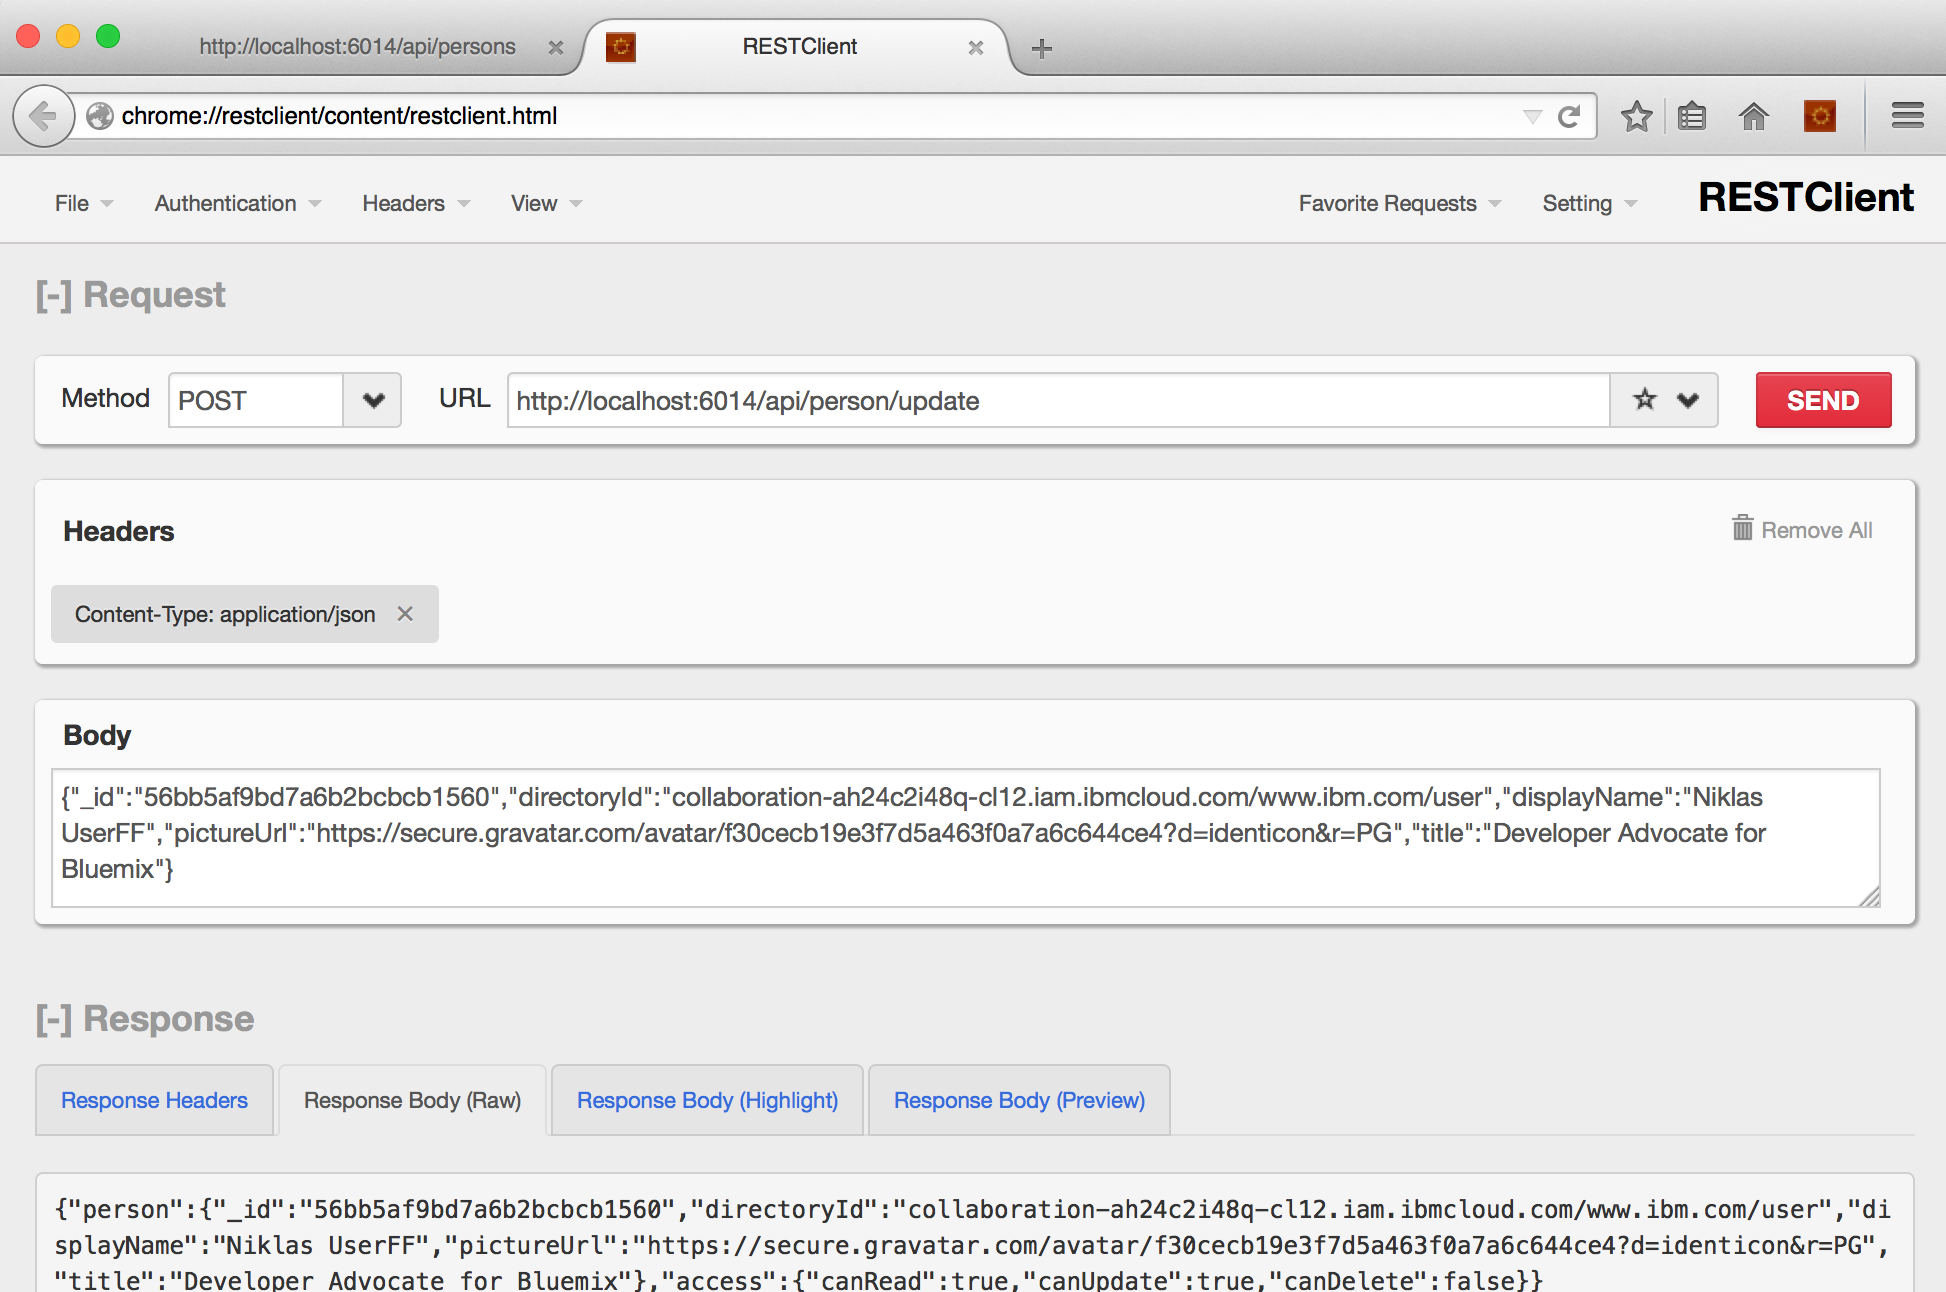 http://localhost:6014/api/persons
RESTClient
chrome://restclient/content/restclient.html
File
Authentication
Headers
View
Favorite Requests
Setting
RESTClient
[-] Request
Method
POST
URL
http://localhost:6014/api/person/update
SEND
Headers
Remove All
Content-Type: application/json
Body
{"_id":"56bb5af9bd7a6b2bcbcb1560","directoryId":"collaboration-ah24c2i48q-cl12.iam.ibmcloud.com/www.ibm.com/user","displayName":"Niklas
UserFF","pictureUrl":"https://secure.gravatar.com/avatar/f30cecb19e3f7d5a463f0a7a6c644ce4?d=identicon&r=PG","title":"Developer Advocate for
Bluemix"}
[-] Response
Response Headers
Response Body (Raw)
Response Body (Highlight)
Response Body (Preview)
{"person":{"_id":"56bb5af9bd7a6b2bcbcb1560","directoryId":"collaboration-ah24c2i48q-cl12.iam.ibmcloud.com/www.ibm.com/user","di
splayName":"Niklas UserFF","pictureUrl":"https://secure.gravatar.com/avatar/f30cecb19e3f7d5a463f0a7a6c644ce4?d=identicon&r=PG",
"title":"Developer Advocate for Bluemix"},"access":{"canRead":true,"canUpdate":true,"canDelete":false}}